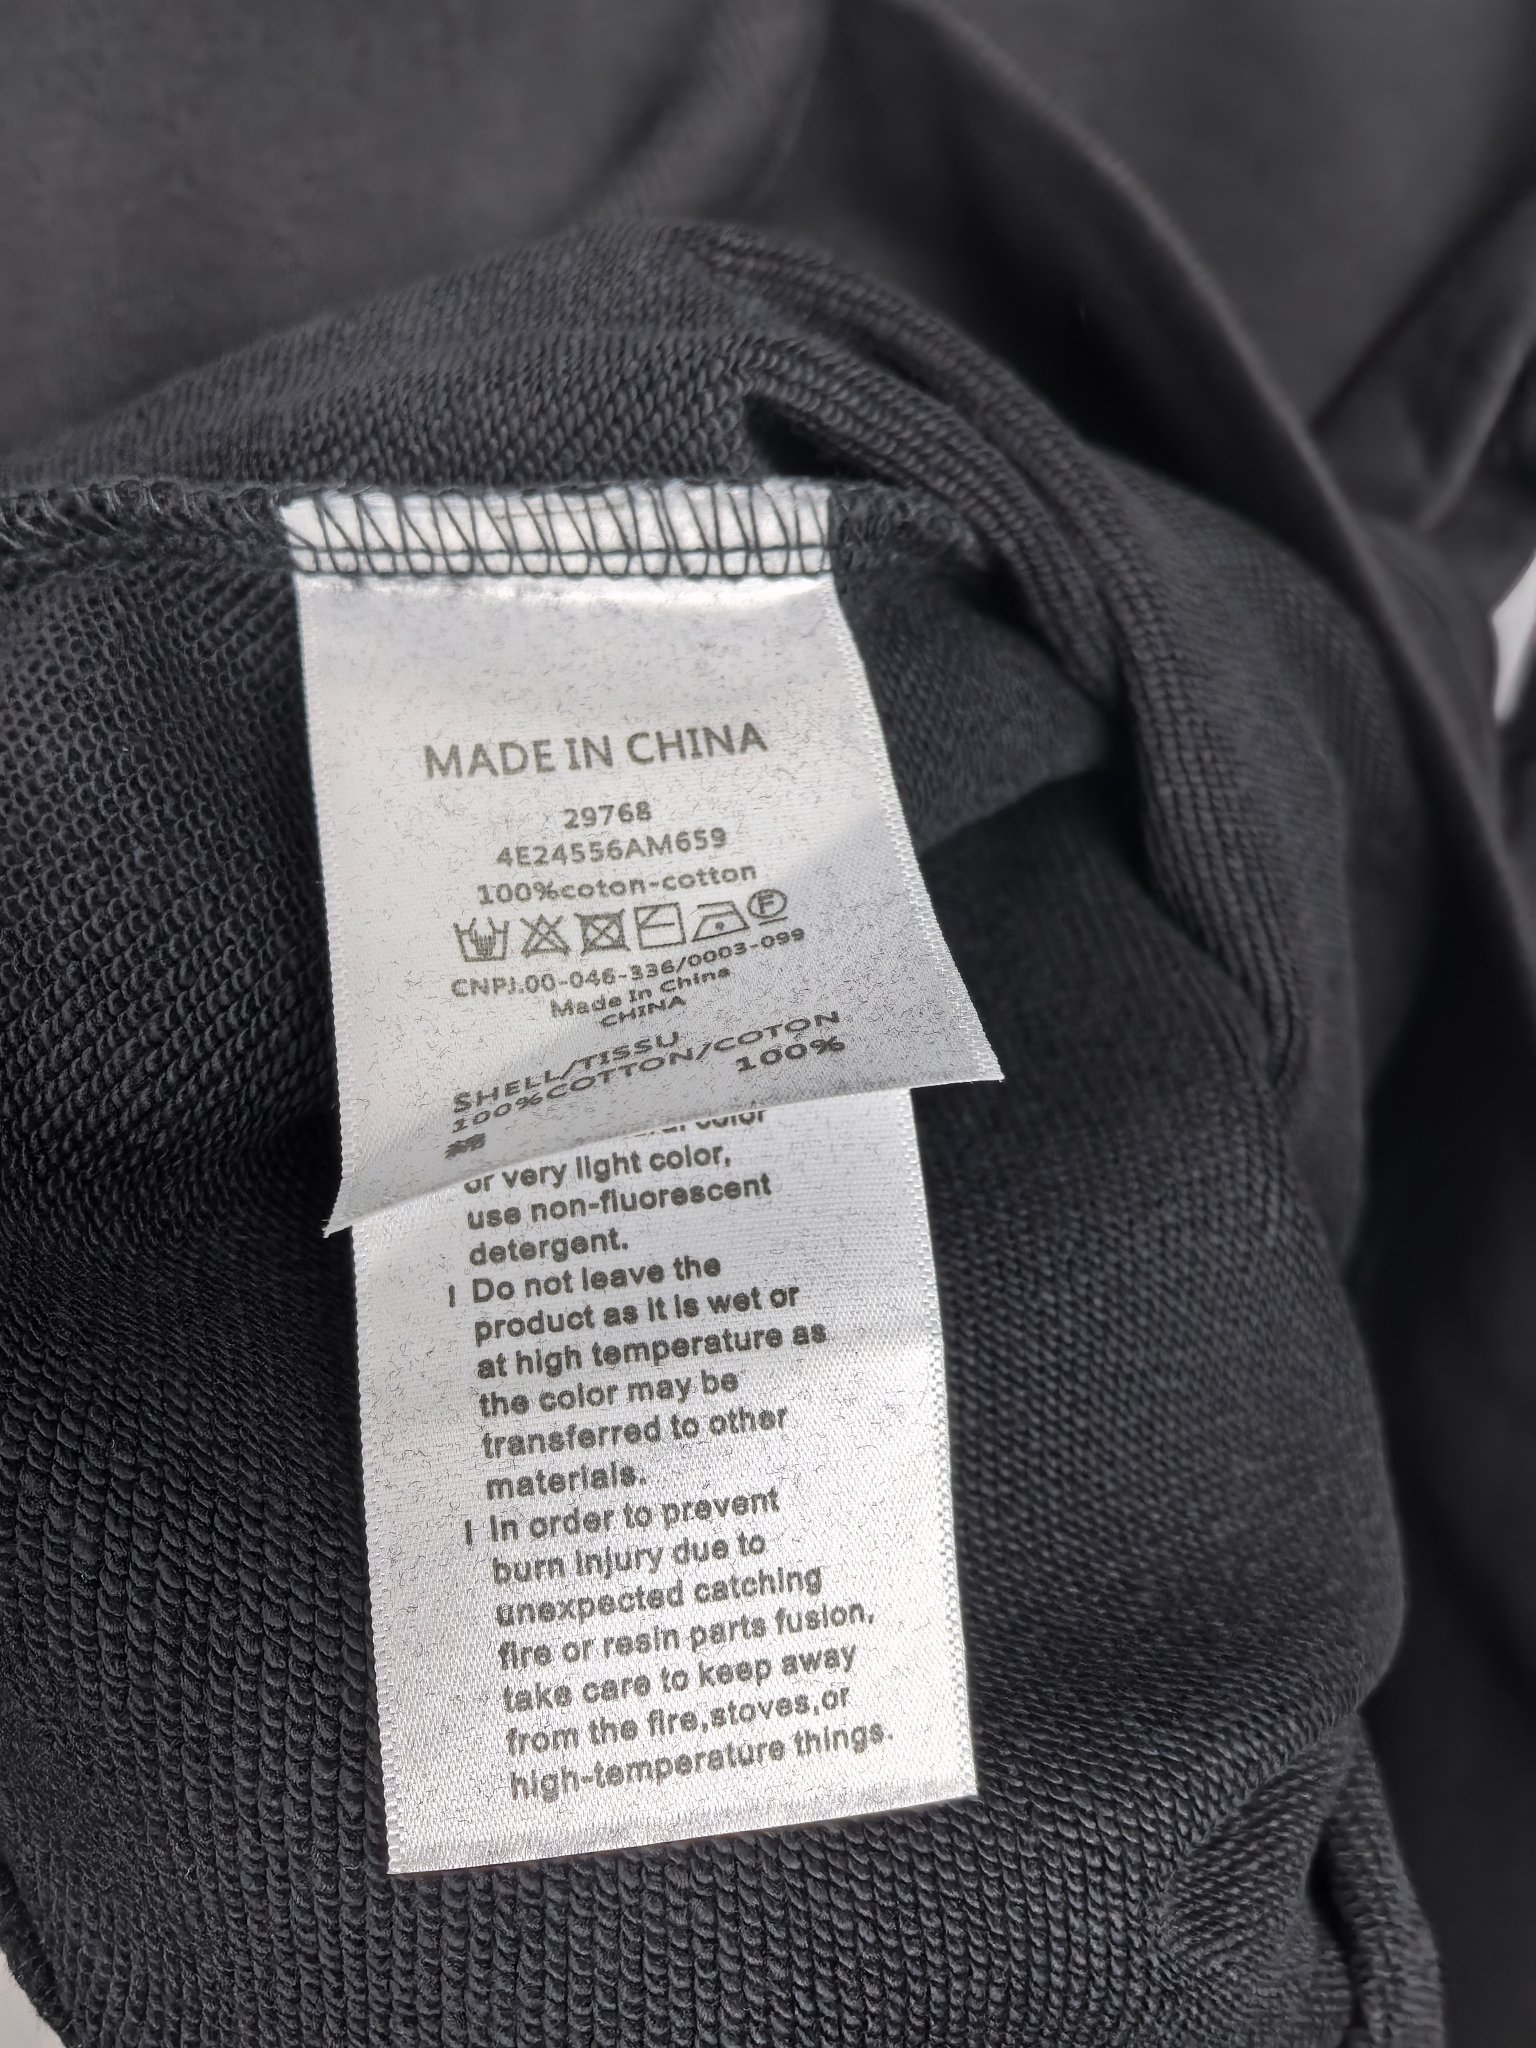 MADE IN CHINA
29768
4E24556AM659
100%coton-cotton
F
CNPJ.00-046-336/0003-099
Made In China
CHINA
SHELL/TISSU
100%COTTON/COTON
100%
color
or very light color,
use non-fluorescent
detergent.
l Do not leave the
product as it is wet or
at high temperature as
the color may be
transferred to other
materials.
l In order to prevent
burn injury due to
unexpected catching
fire or resin parts fusion,
take care to keep away
from the fire,stoves,or
high-temperature things.